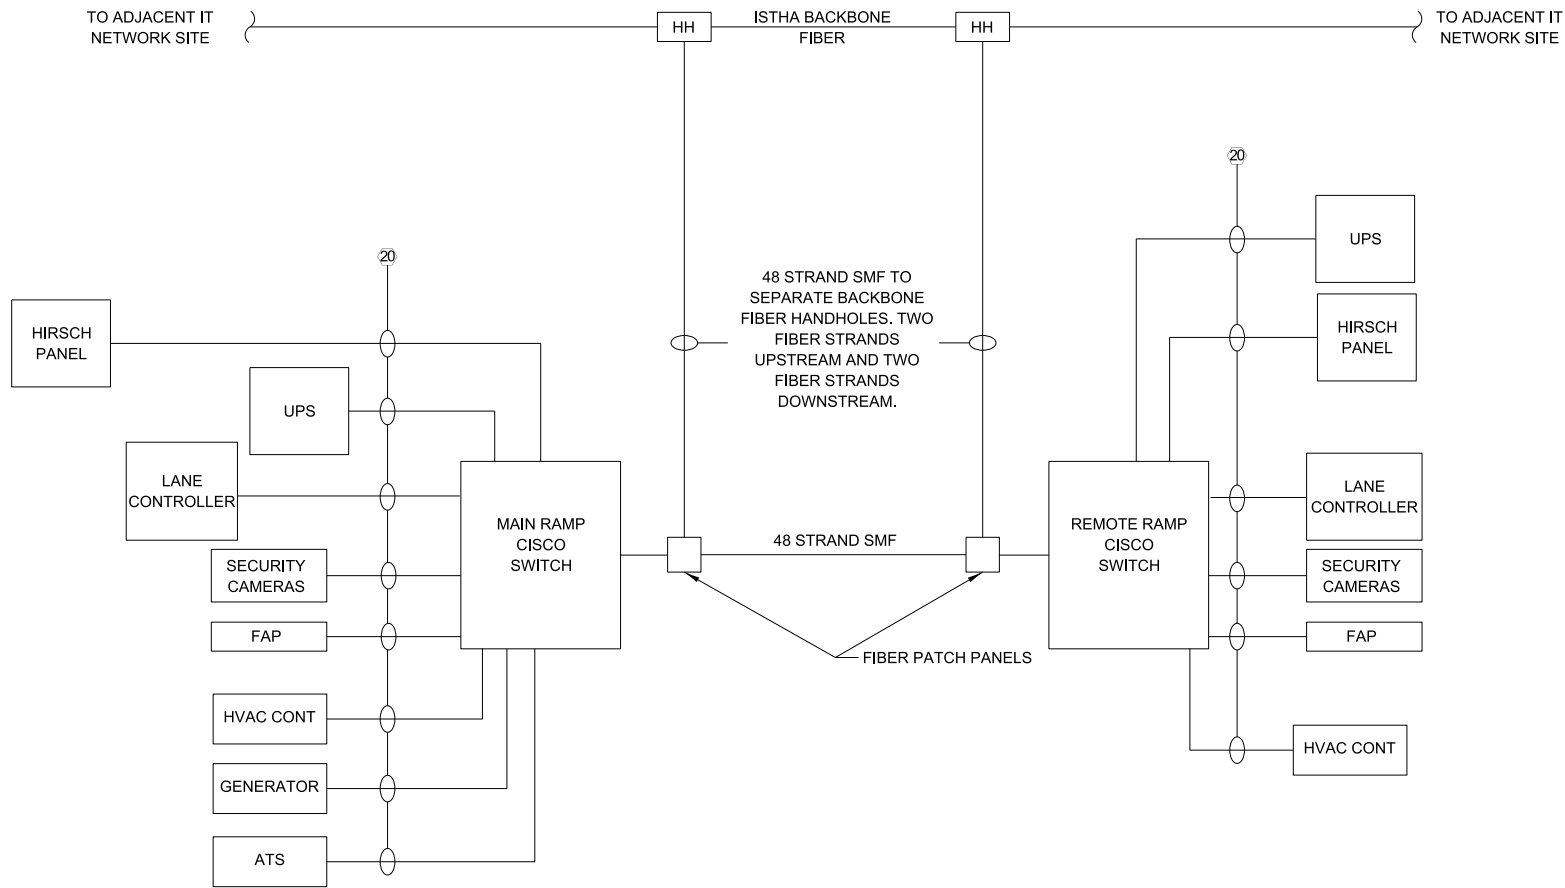 TO ADJACENT IT
NETWORK SITE
HH
ISTHA BACKBONE
FIBER
HH
TO ADJACENT IT
NETWORK SITE
20
20
UPS
48 STRAND SMF TO
SEPARATE BACKBONE
FIBER HANDHOLES. TWO
FIBER STRANDS
UPSTREAM AND TWO
FIBER STRANDS
DOWNSTREAM.
HIRSCH
PANEL
HIRSCH
PANEL
UPS
LANE
CONTROLLER
MAIN RAMP
CISCO
SWITCH
48 STRAND SMF
REMOTE RAMP
CISCO
SWITCH
LANE
CONTROLLER
SECURITY
CAMERAS
SECURITY
CAMERAS
FAP
FIBER PATCH PANELS
FAP
HVAC CONT
HVAC CONT
GENERATOR
ATS